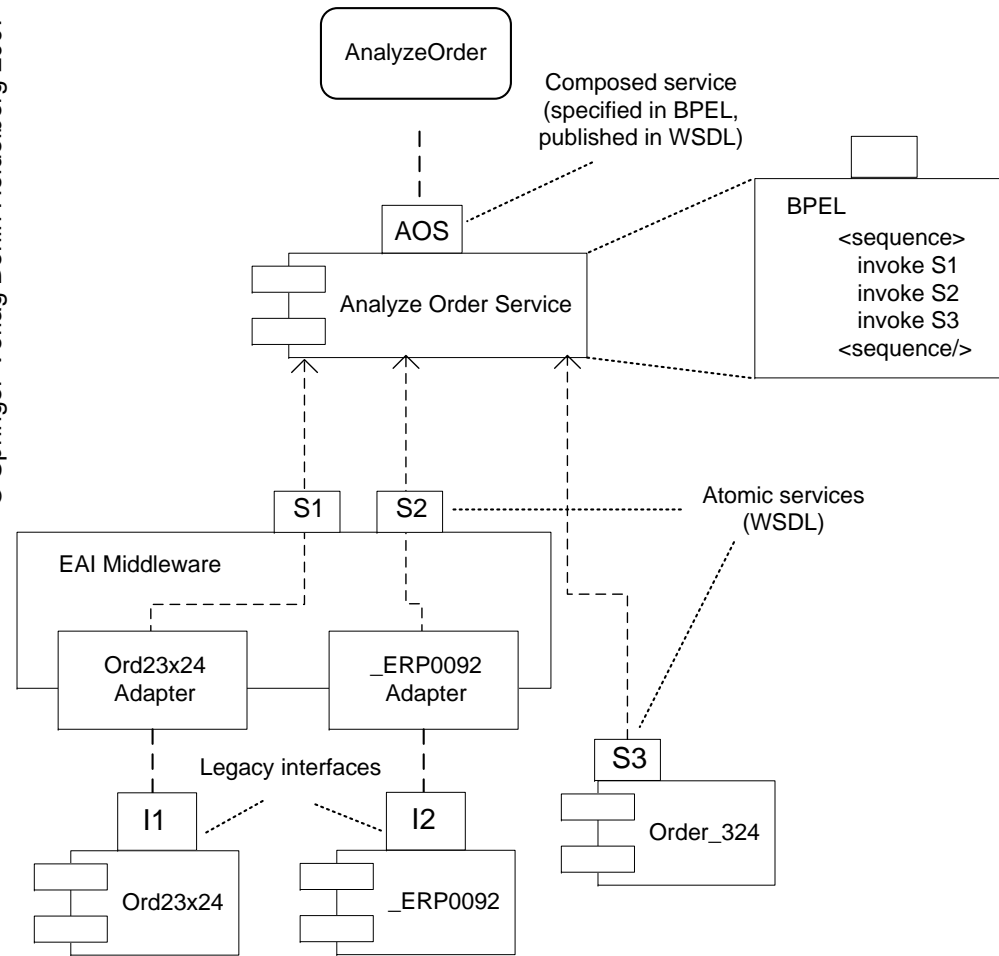 AnalyzeOrder
Composed service
(specified in BPEL,
published in WSDL)
AOS
Analyze Order Service
BPEL
<sequence>
invoke S1
invoke S2
invoke S3
<sequence/>
S1
S2
Atomic services
(WSDL)
EAI Middleware
Ord23x24
Adapter
_ERP0092
Adapter
Legacy interfaces
S3
I1
I2
Order_324
Ord23x24
_ERP0092